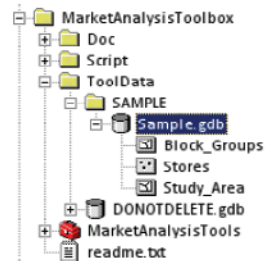 MarketAnalysisToolbox
Doc
Script
ToolData
SAMPLE
Sample.gdb
Block_Groups
Stores
Study_Area
DONOTDELETE.gdb
MarketAnalysisTools
readme.txt